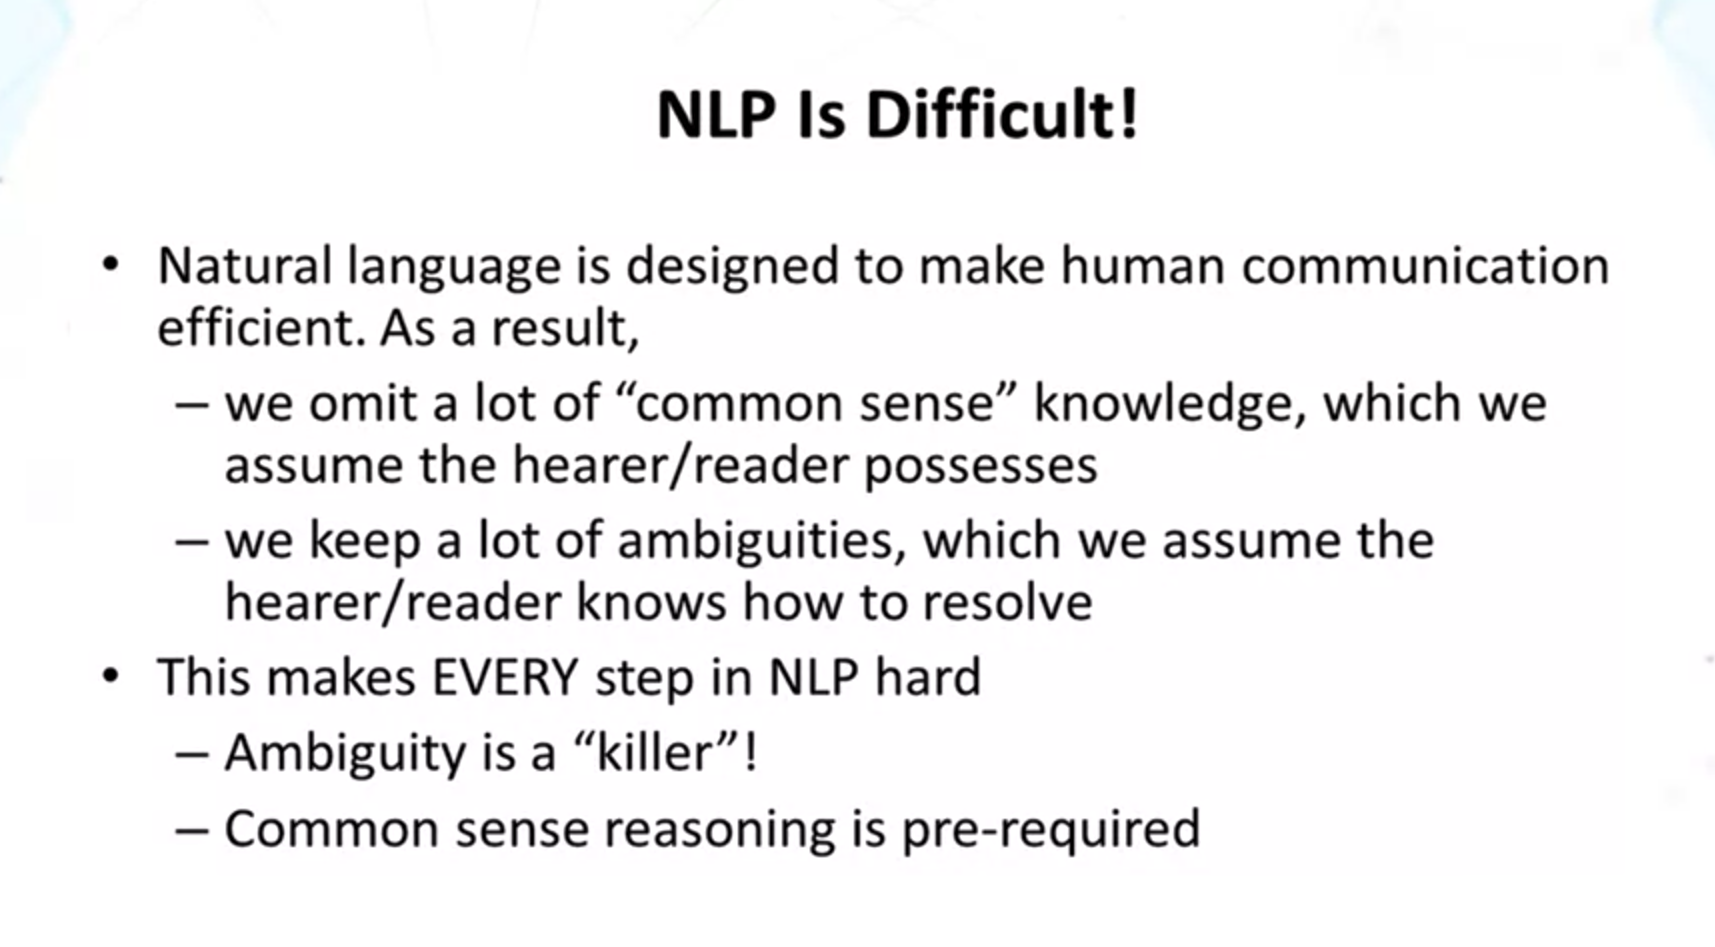 NLP Is Difficult!
• Natural language is designed to make human communication
efficient. As a result,
– we omit a lot of “common sense” knowledge, which we
assume the hearer/reader possesses
– we keep a lot of ambiguities, which we assume the
hearer/reader knows how to resolve
• This makes EVERY step in NLP hard
– Ambiguity is a “killer”!
– Common sense reasoning is pre-required